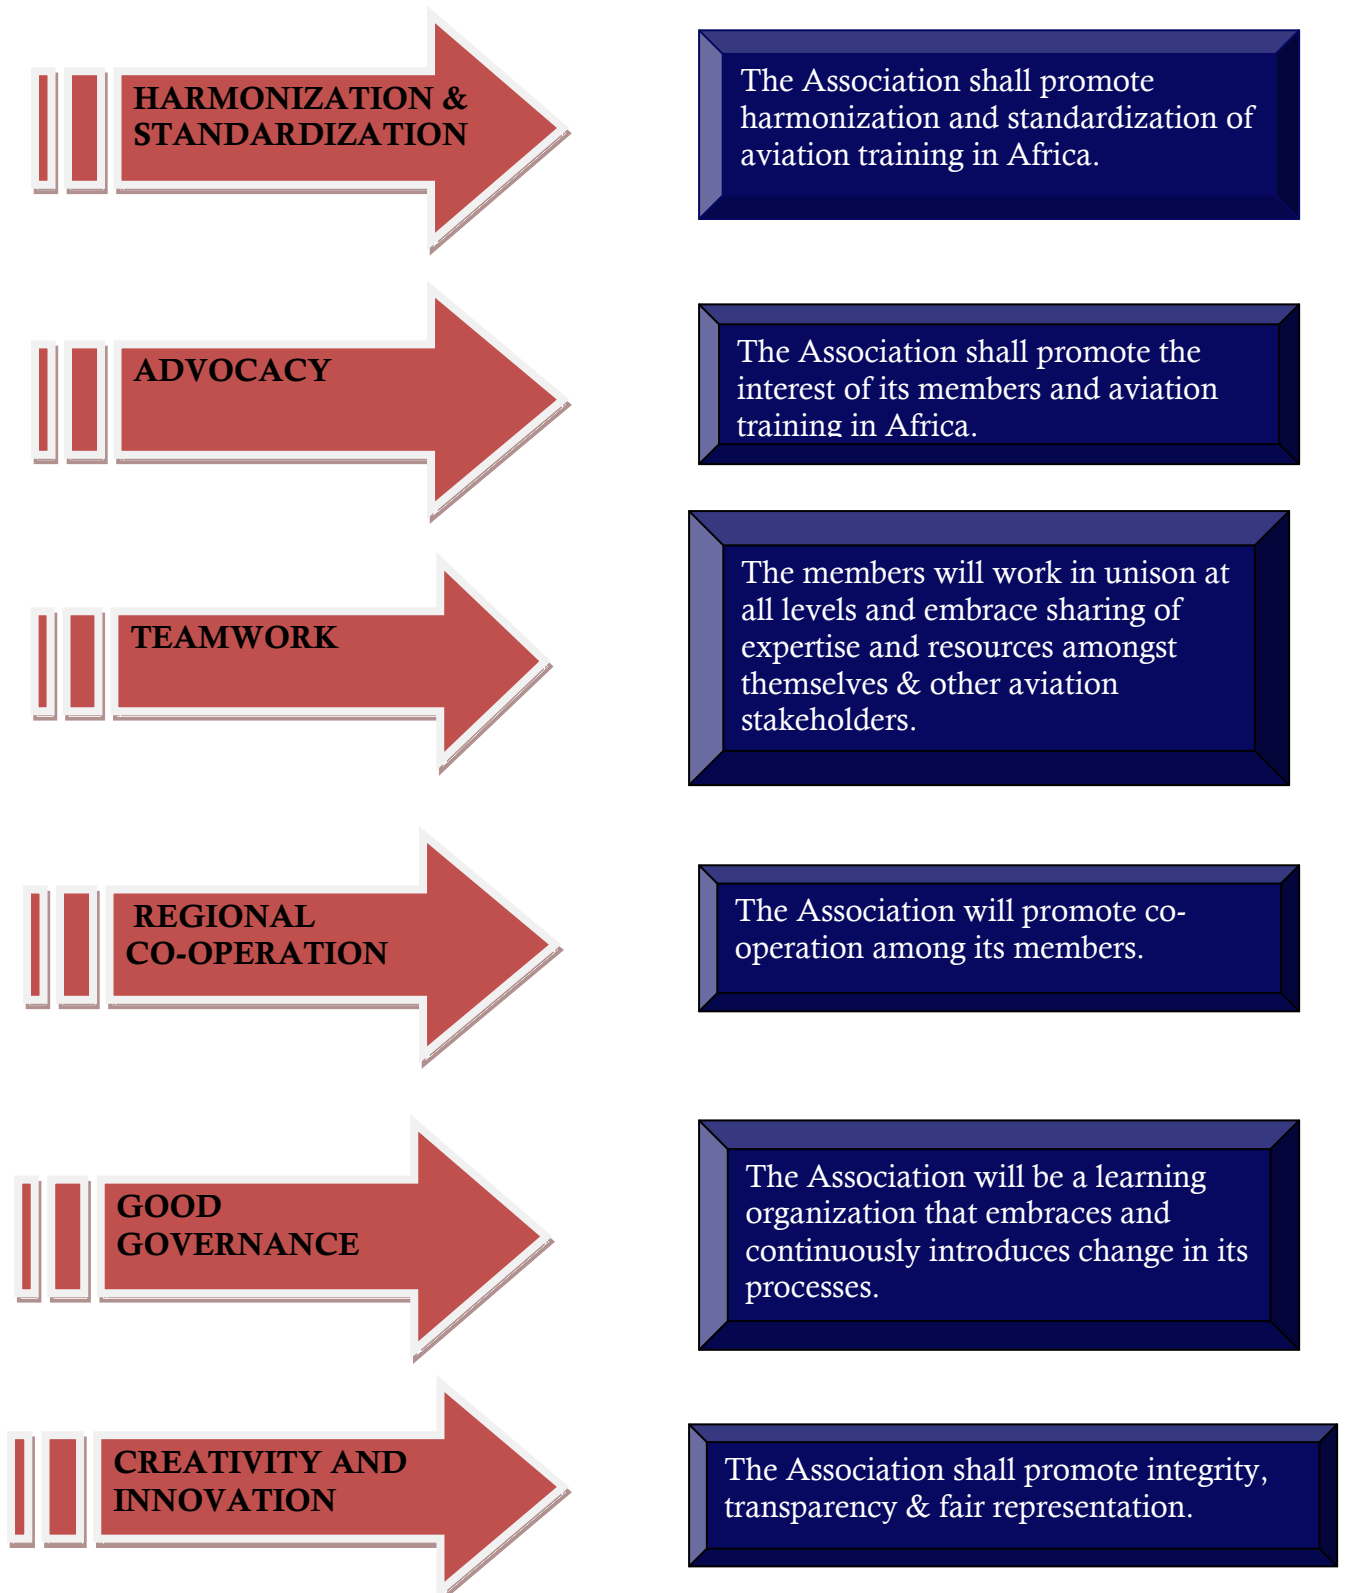 HARMONIZATION &
STANDARDIZATION
The Association shall promote
harmonization and standardization of
aviation training in Africa.
ADVOCACY
The Association shall promote the
interest of its members and aviation
training in Africa.
TEAMWORK
The members will work in unison at
all levels and embrace sharing of
expertise and resources amongst
themselves & other aviation
stakeholders.
REGIONAL
CO-OPERATION
The Association will promote co-
operation among its members.
GOOD
GOVERNANCE
The Association will be a learning
organization that embraces and
continuously introduces change in its
processes.
CREATIVITY AND
INNOVATION
The Association shall promote integrity,
transparency & fair representation.